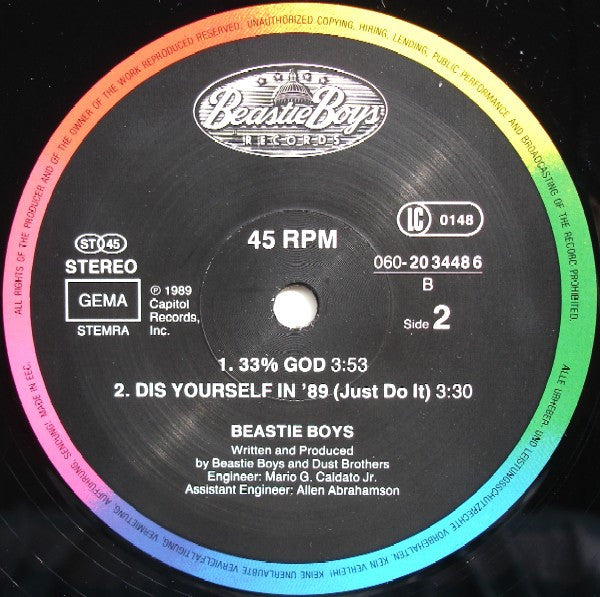 ALL RIGHTS OF THE PRODUCER AND OF THE OWNER OF THE WORK REPRODUCED RESERVED. UNAUTHORIZED COPYING, HIRING, LENDING, PUBLIC PERFORMANCE AND BROADCASTING OF THE RECORD PROHIBITED.
Beastie Boys
RECORDS
LC 0148
45 RPM
ST 45
STEREO
060-20 3448 6
B
GEMA
STEMRA
℗ 1989
Capitol
Records,
Inc.
Side 2
1. 33% GOD 3:53
2. DIS YOURSELF IN '89 (Just Do It) 3:30
BEASTIE BOYS
Written and Produced
by Beastie Boys and Dust Brothers
Engineer: Mario G. Caldato Jr.
Assistant Engineer: Allen Abrahamson
ALLE URHEBER- UND LEISTUNGSSCHUTZRECHTE VORBEHALTEN. KEIN VERLEIH! KEINE UNERLAUBTE VERVIELFÄLTIGUNG, VERMIETUNG, AUFFÜHRUNG, SENDUNG! MADE IN EEC.